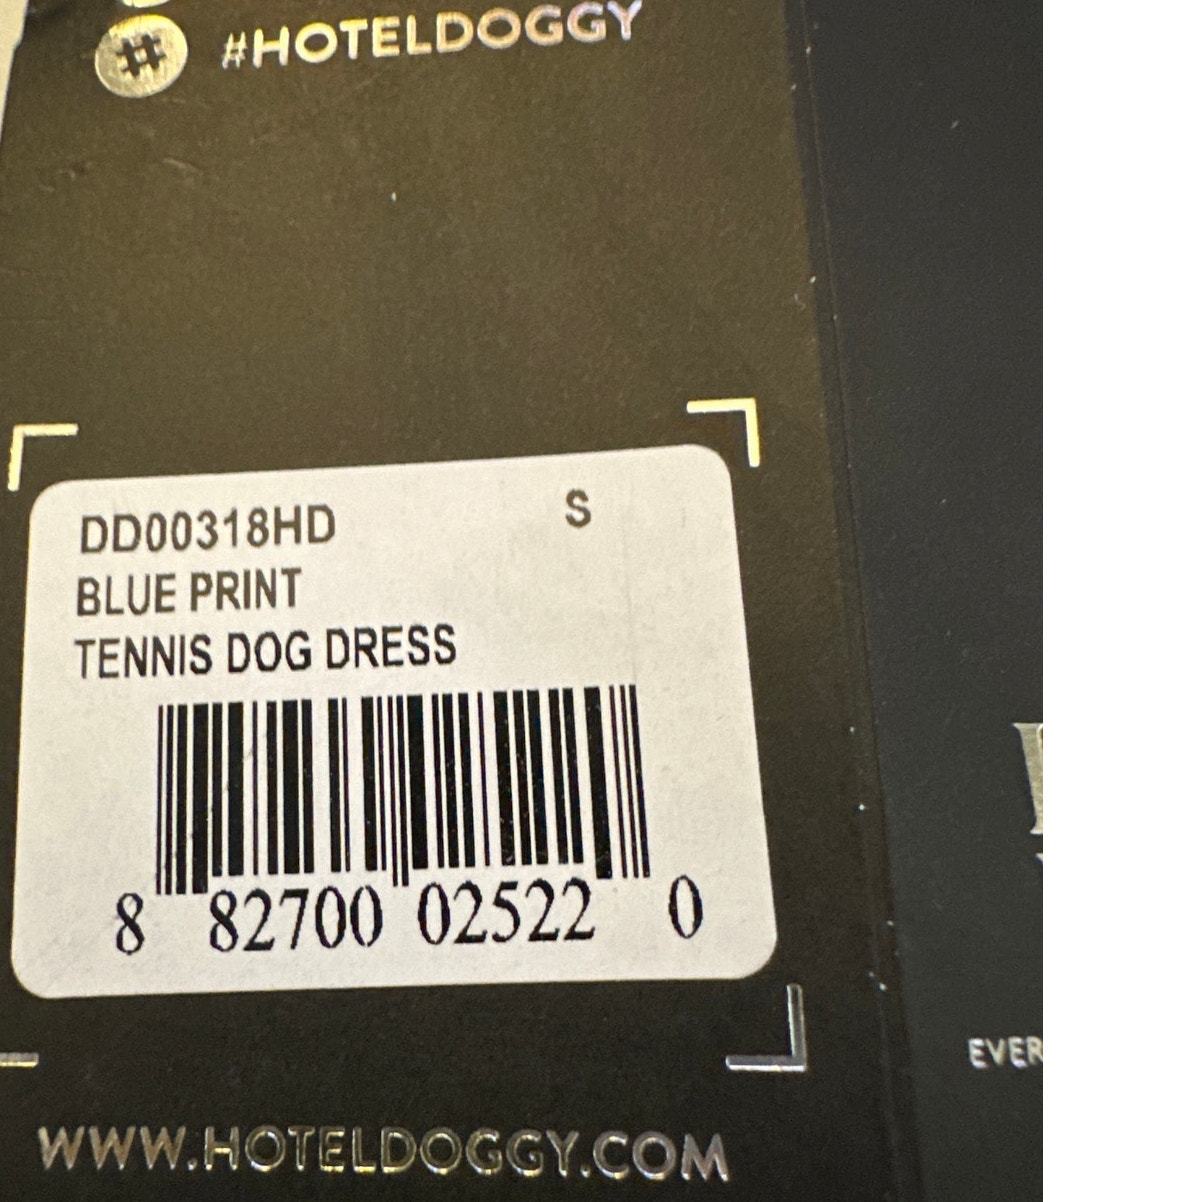 #HOTELDOGGY
DD00318HD S
BLUE PRINT
TENNIS DOG DRESS
8 82700 02522 0
EVER
WWW.HOTELDOGGY.COM